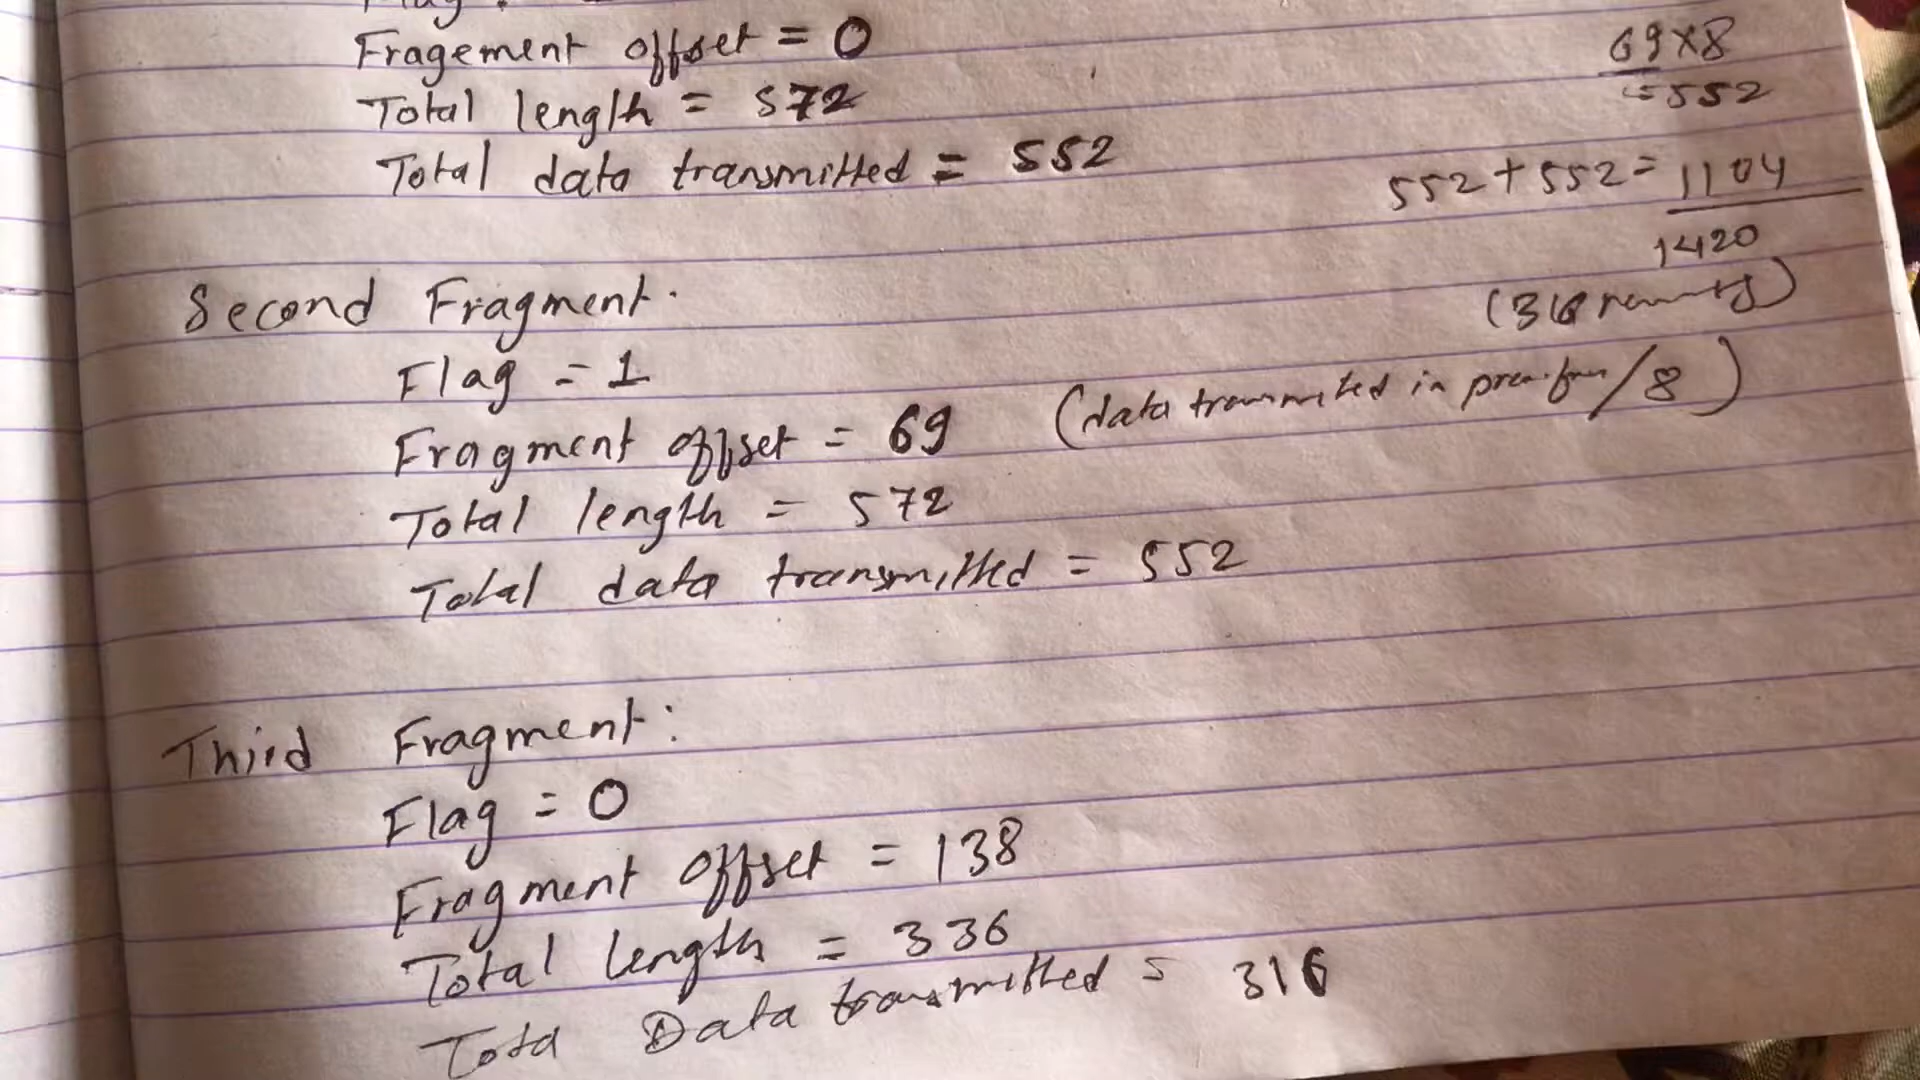 Fragement offset = 0
Total length = 572
Total data transmitted = 552
69X8
=552
552+552= 1104
1420
Second Fragment.
(316
Flag = 1
Fragment offset = 69 (data transmitted in /8)
Total length = 572
Total data transmitted = 552
Third Fragment:
Flag = 0
Fragment offset = 138
Total length = 336
Tota Data transmitted = 316